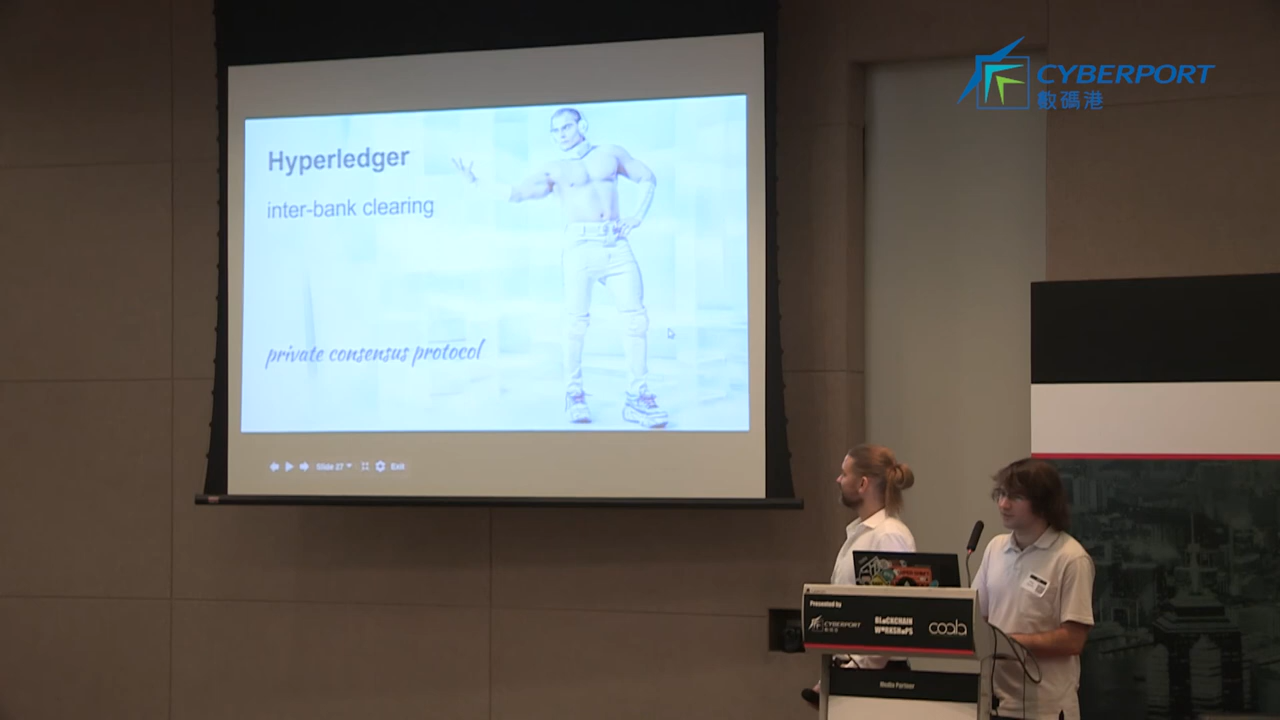 CYBERPORT
數碼港
Hyperledger
inter-bank clearing
private consensus protocol
Slide 27
Exit
Presented by
CYBERPORT
BLOCKCHAIN
WORKSHOPS
coala
Media Partner